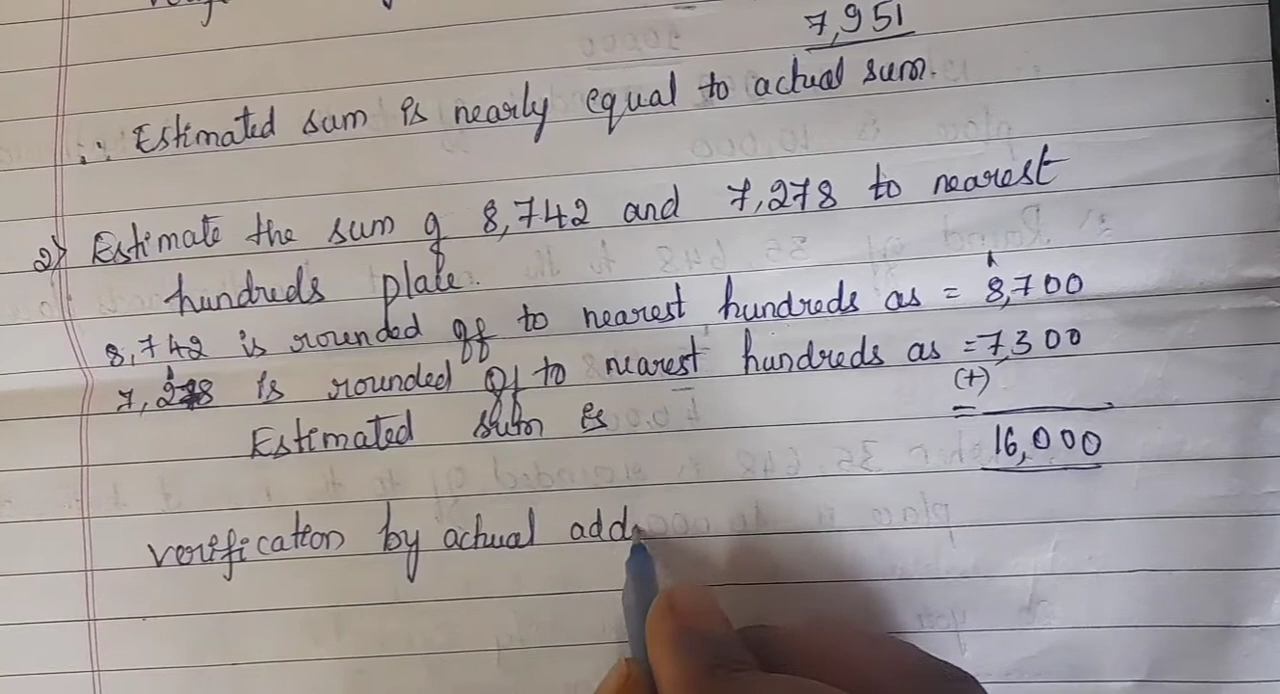 7,951
∴ Estimated sum is nearly equal to actual sum.
2) Estimate the sum of 8,742 and 7,278 to nearest
hundreds place.
8,742 is rounded off to nearest hundreds as = 8,700
7,278 is rounded off to nearest hundreds as = 7,300
(+)
Estimated sum is = 16,000
verification by actual add